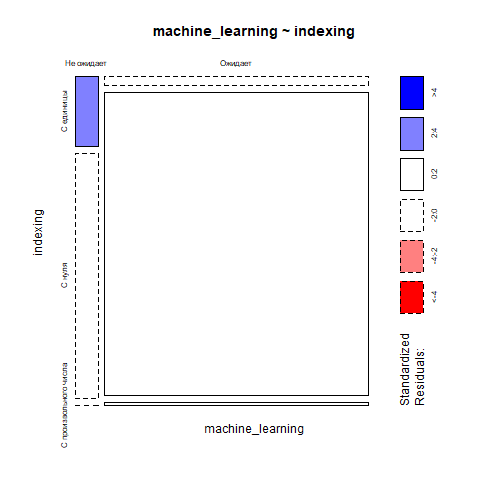 machine_learning ~ indexing
Не ожидает
Ожидает
С единицы
С нуля
С произвольного числа
indexing
machine_learning
>4
2:4
0:2
-2:0
-4:-2
<-4
Standardized
Residuals: